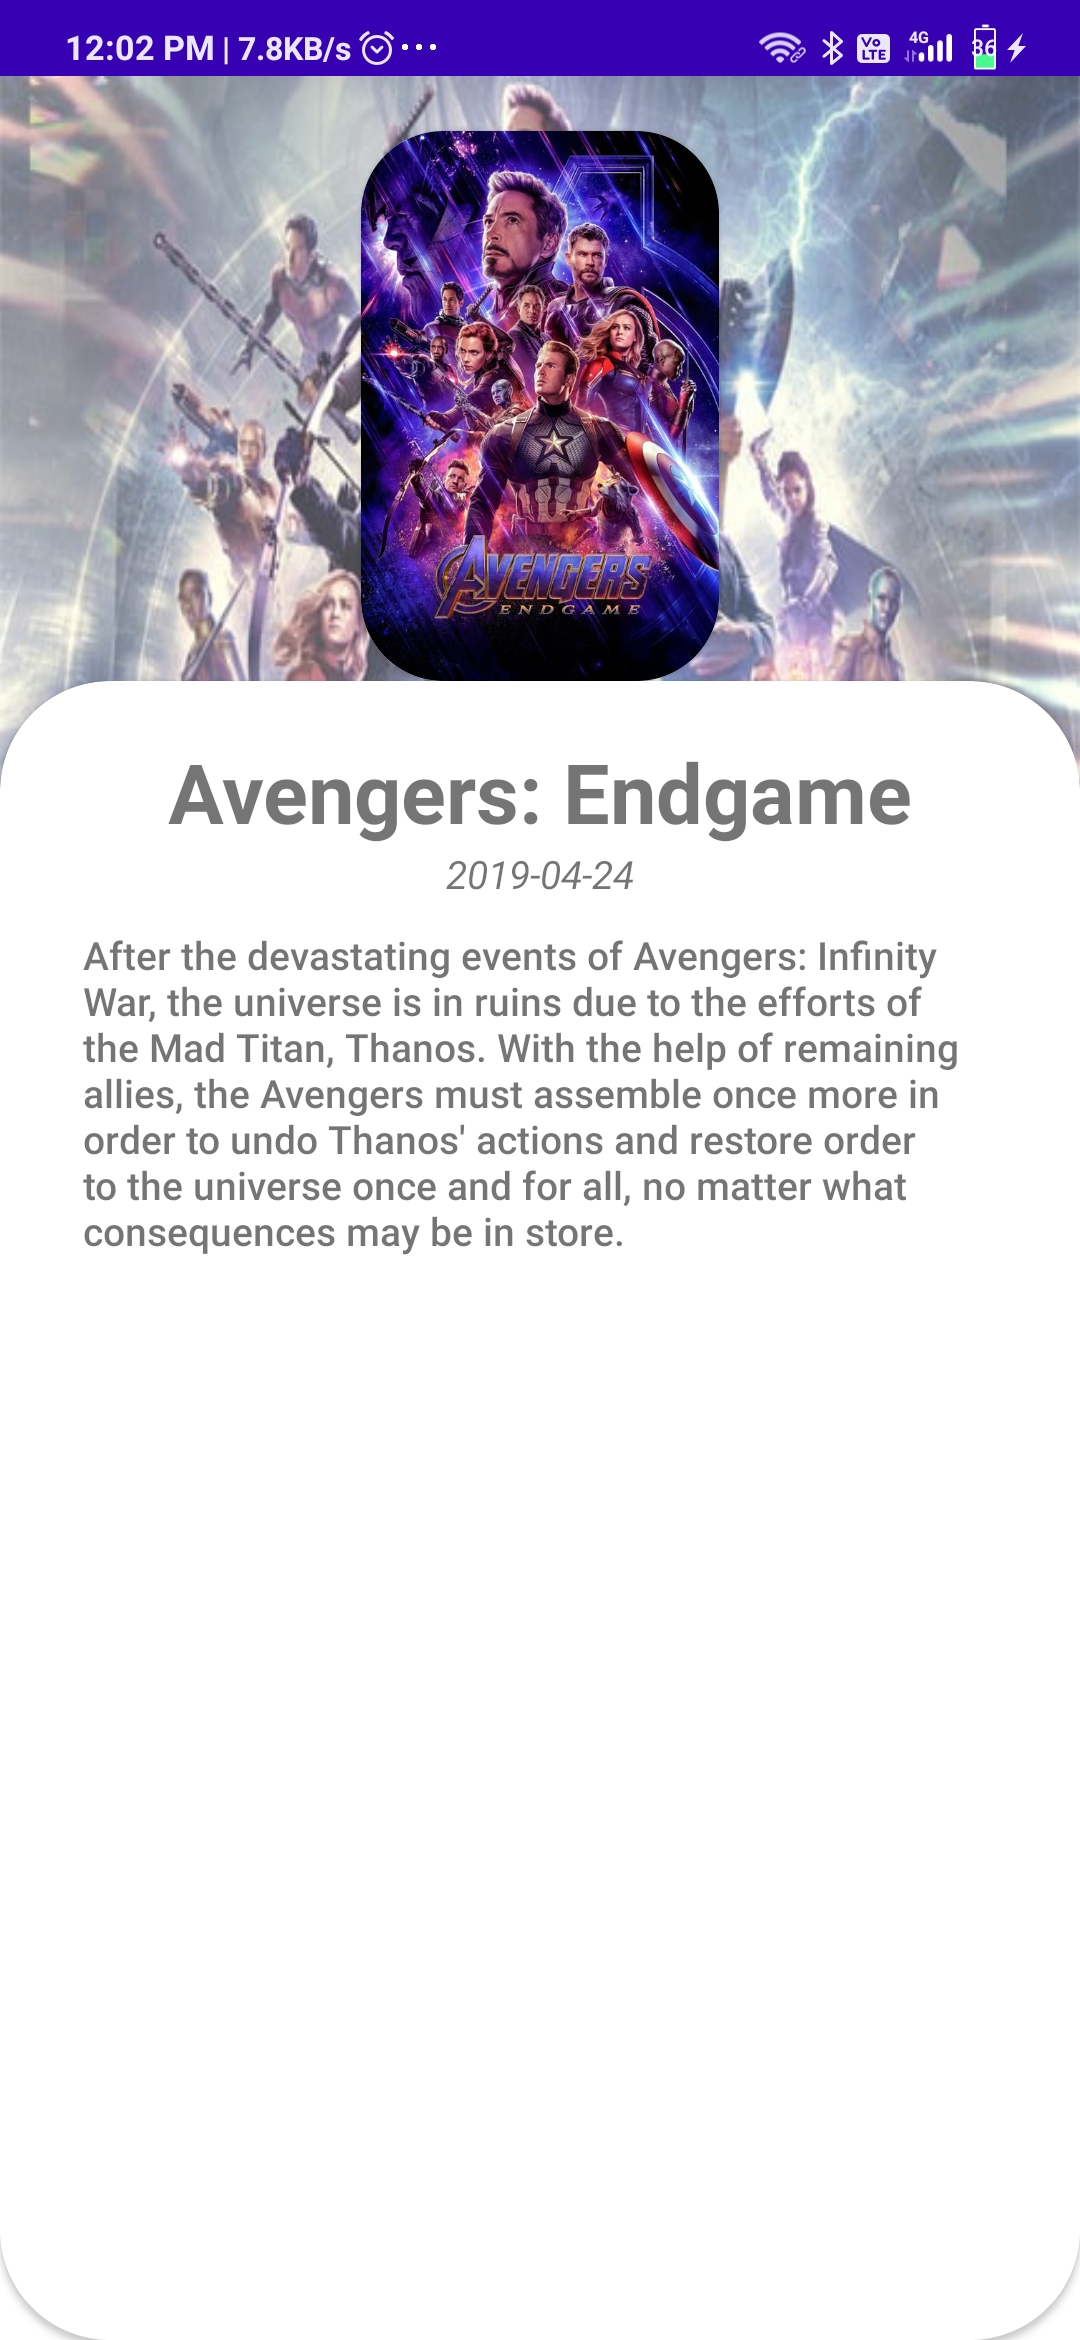 12:02 PM | 7.8KB/s ...
Vo LTE 4G 36
AVENGERS
ENDGAME
Avengers: Endgame
2019-04-24
After the devastating events of Avengers: Infinity
War, the universe is in ruins due to the efforts of
the Mad Titan, Thanos. With the help of remaining
allies, the Avengers must assemble once more in
order to undo Thanos' actions and restore order
to the universe once and for all, no matter what
consequences may be in store.